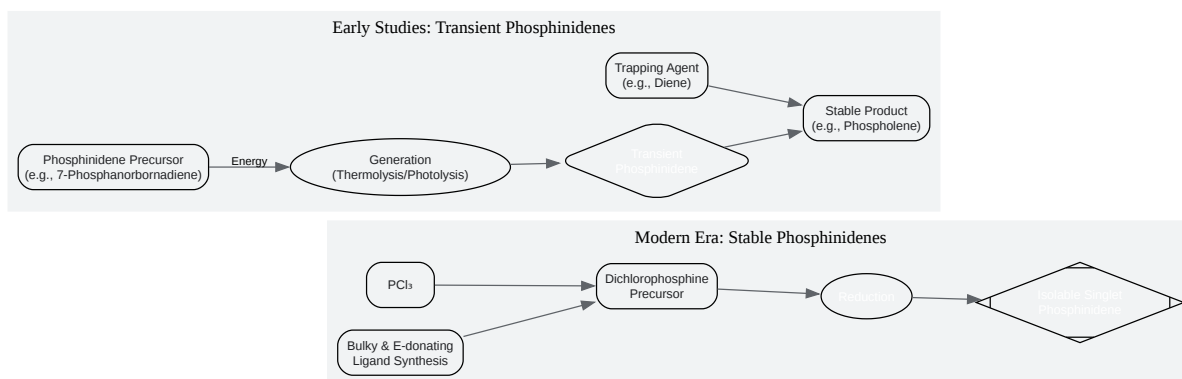 Early Studies: Transient Phosphinidenes
Trapping Agent
(e.g., Diene)
Stable Product
(e.g., Phospholene)
Phosphinidene Precursor
(e.g., 7-Phosphanorbornadiene)
Energy
Generation
(Thermolysis/Photolysis)
Transient
Phosphinidene
Modern Era: Stable Phosphinidenes
PCl₃
Bulky & E-donating
Ligand Synthesis
Dichlorophosphine
Precursor
Reduction
Isolable Singlet
Phosphinidene